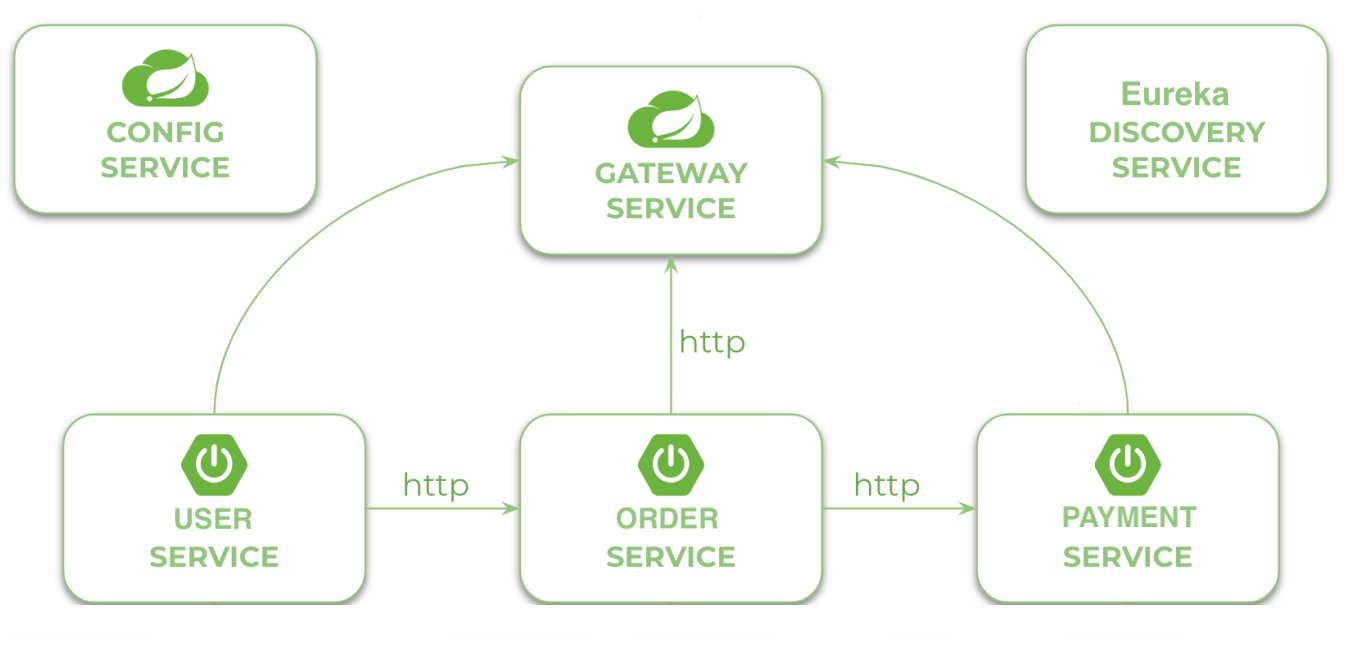 CONFIG
SERVICE
GATEWAY
SERVICE
Eureka
DISCOVERY
SERVICE
http
USER
SERVICE
http
ORDER
SERVICE
http
PAYMENT
SERVICE